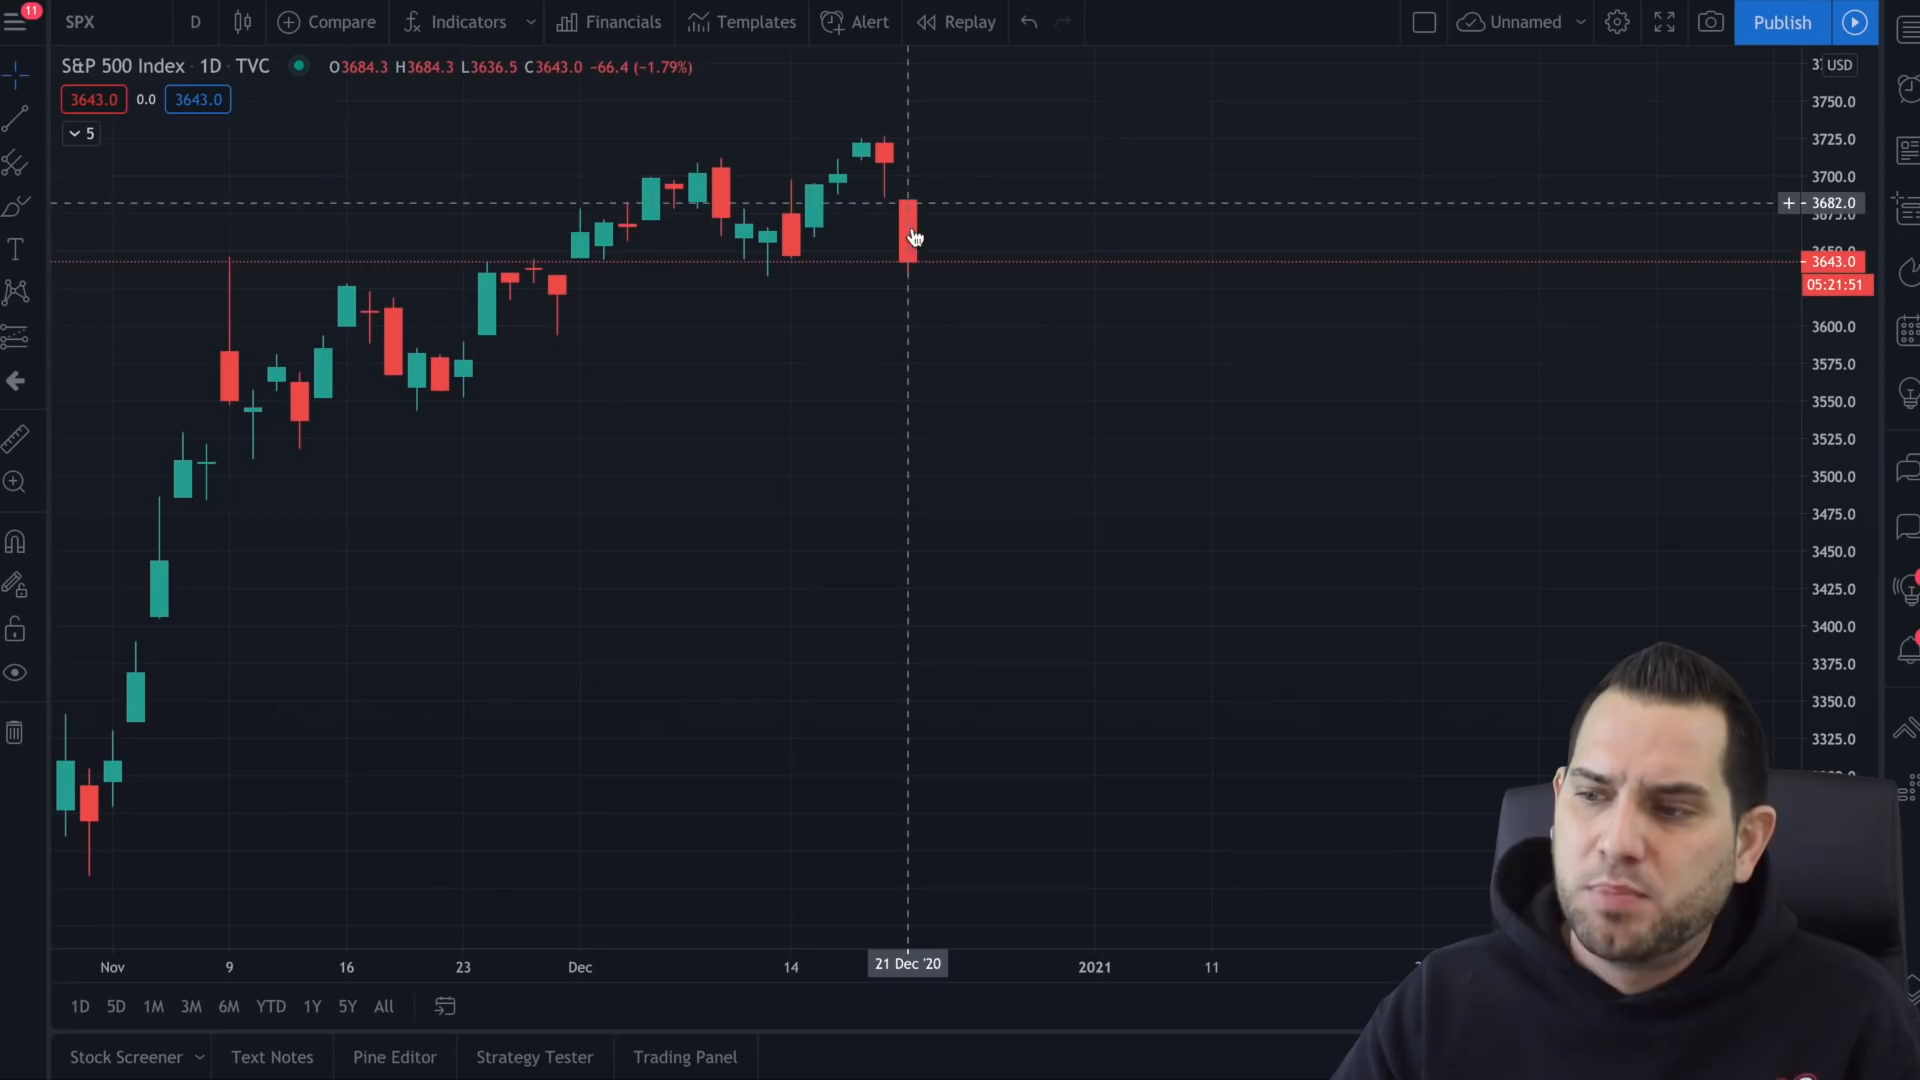 11
SPX
D
Compare
Indicators
Financials
Templates
Alert
Replay
Unnamed
Publish
S&P 500 Index · 1D · TVC
O3684.3 H3684.3 L3636.5 C3643.0 −66.4 (−1.79%)
USD
3643.0 0.0 3643.0
5
3750.0
3725.0
3700.0
3682.0
3675.0
3650.0
3643.0
05:21:51
3600.0
3575.0
3550.0
3525.0
3500.0
3475.0
3450.0
3425.0
3400.0
3375.0
3350.0
3325.0
Nov 9 16 23 Dec 14 21 Dec '20 2021 11
1D 5D 1M 3M 6M YTD 1Y 5Y All
Stock Screener Text Notes Pine Editor Strategy Tester Trading Panel